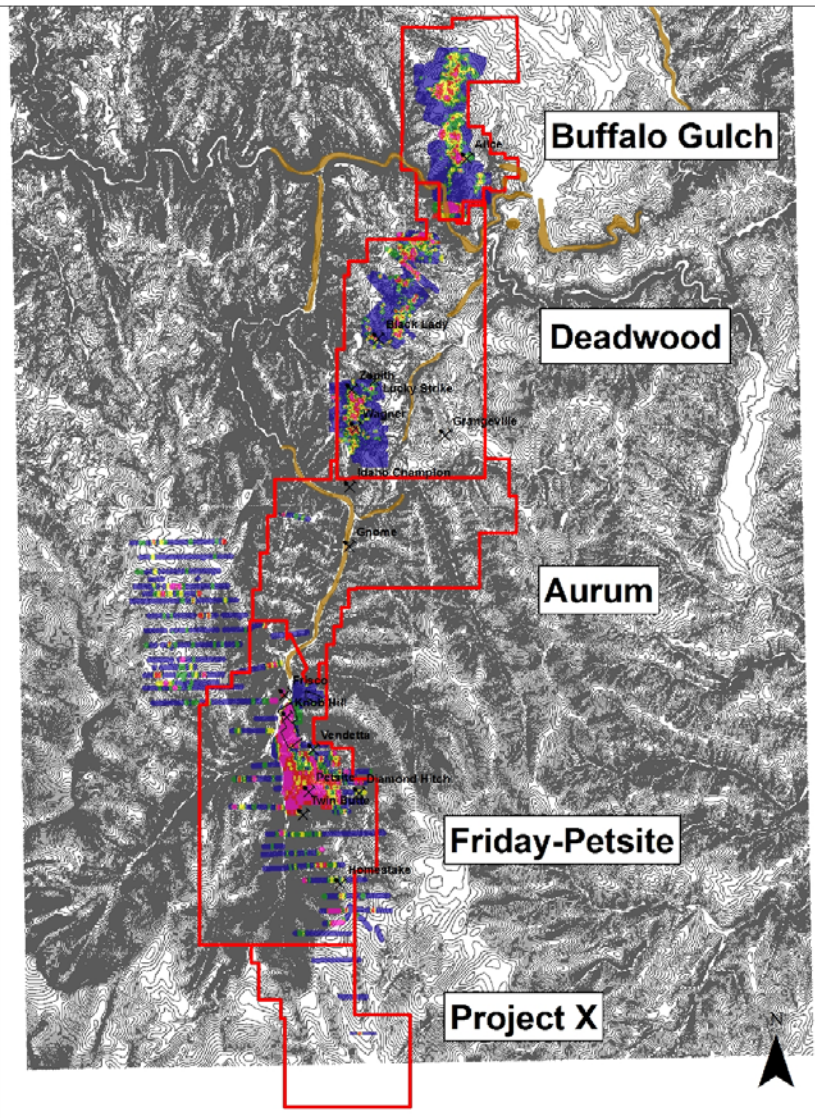 Buffalo Gulch
Alice
Deadwood
Black Lady
Zenith
Lucky Strike
Wagner
Grangeville
Idaho Champion
Gnome
Aurum
Frisco
Knob Hill
Vendetta
Petsite
Diamond Hitch
Twin Butte
Friday-Petsite
Homestake
Project X
N